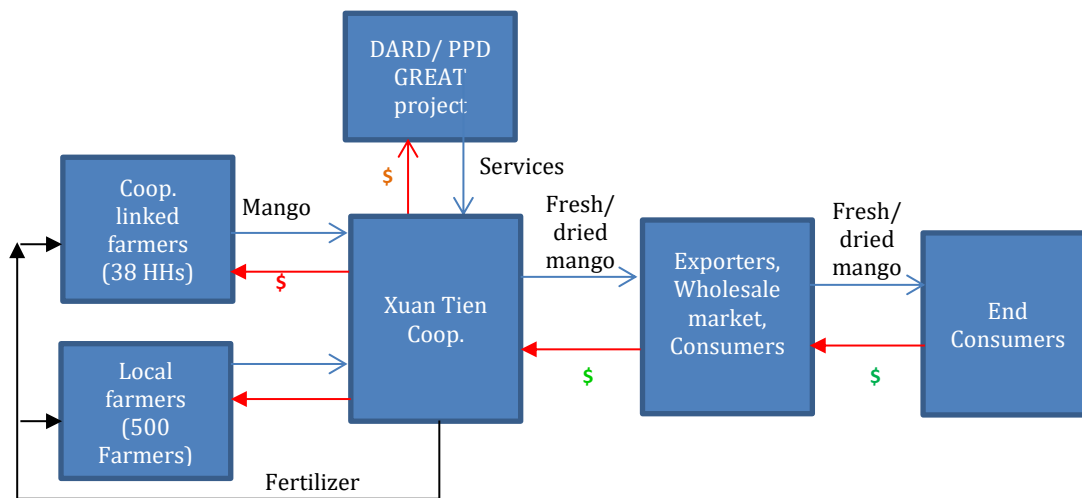 DARD/ PPD
GREAT
project
$
Services
Coop.
linked
farmers
(38 HHs)
Mango
$
Fresh/
dried
mango
Fresh/
dried
mango
Xuan Tien
Coop.
Exporters,
Wholesale
market,
Consumers
End
Consumers
$
$
Local
farmers
(500
Farmers)
Fertilizer